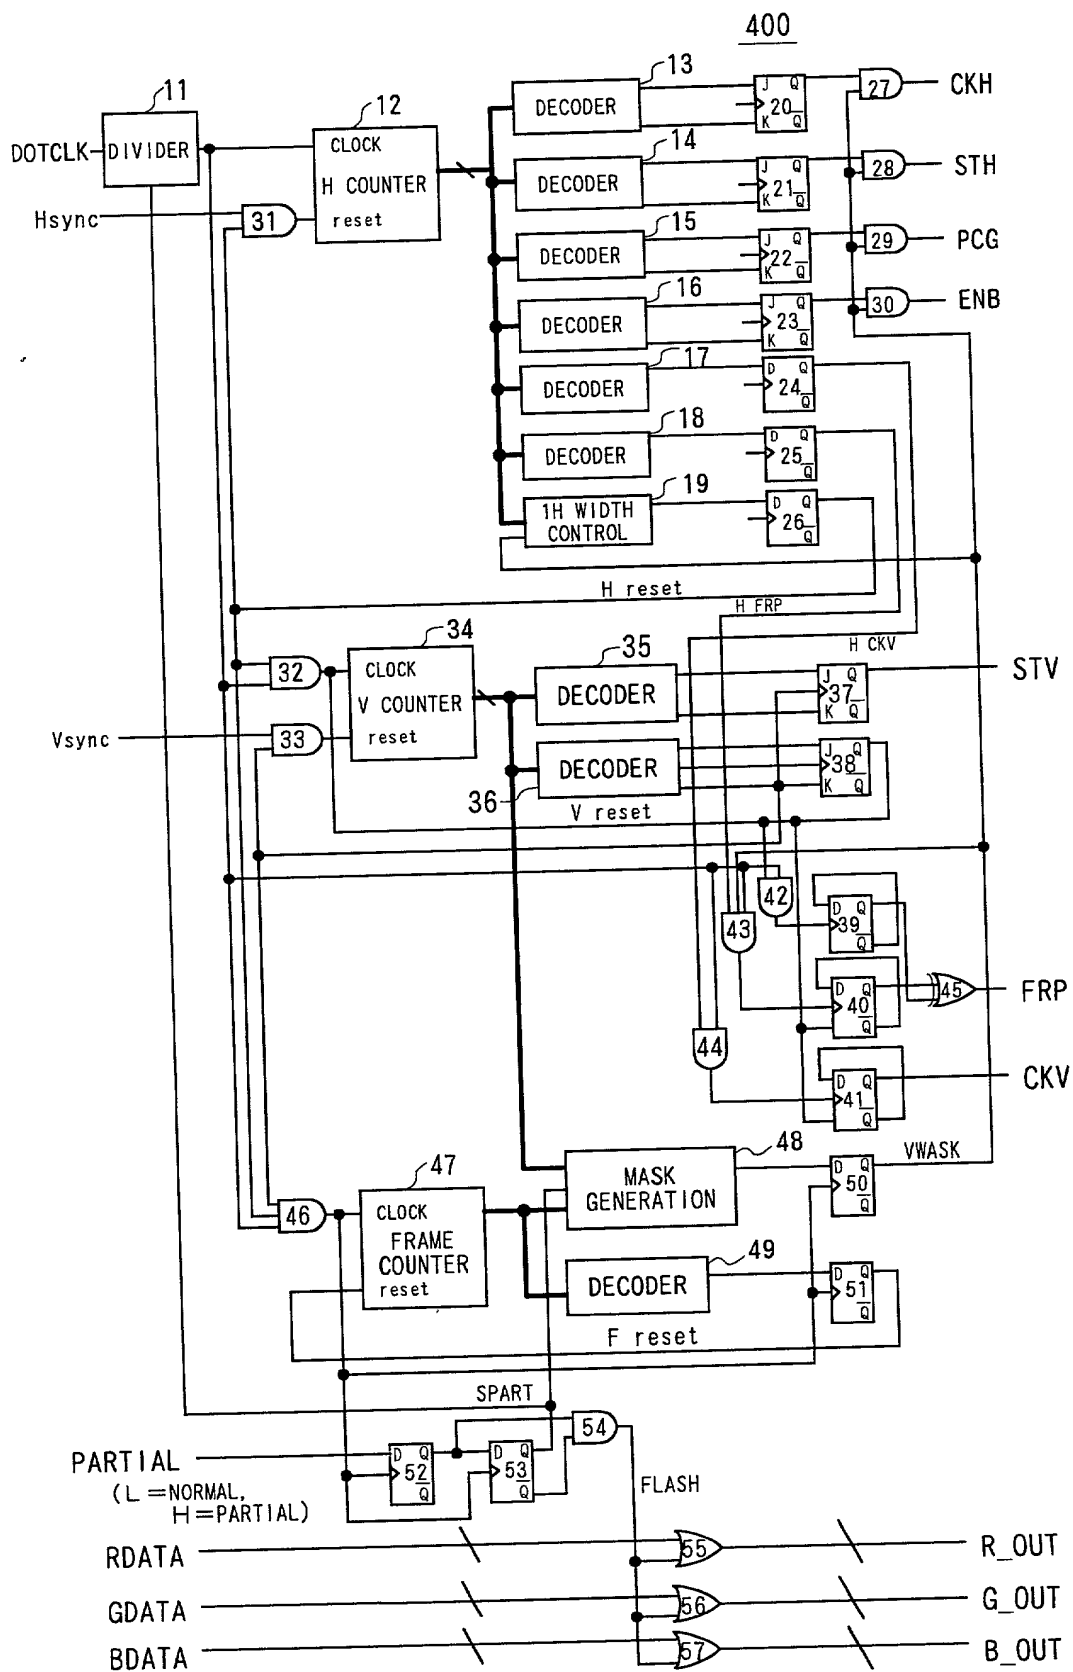 400
11
DOTCLK
DIVIDER
12
CLOCK
H COUNTER
reset
Hsync
31
13
DECODER
J Q
20
K Q
27
CKH
14
DECODER
J Q
21
K Q
28
STH
15
DECODER
J Q
22
K Q
29
PCG
16
DECODER
J Q
23
K Q
30
ENB
17
DECODER
D Q
24
Q
18
DECODER
D Q
25
Q
19
1H WIDTH
CONTROL
D Q
26
Q
H reset
H FRP
H CKV
32
34
CLOCK
V COUNTER
reset
Vsync
33
35
DECODER
J Q
37
K Q
STV
36
DECODER
J Q
38
K Q
V reset
42
43
44
D Q
39
Q
D Q
40
Q
45
FRP
D Q
41
Q
CKV
46
47
CLOCK
FRAME
COUNTER
reset
48
MASK
GENERATION
D Q
50
Q
VWASK
49
DECODER
D Q
51
Q
F reset
SPART
54
PARTIAL
(L=NORMAL,
H=PARTIAL)
D Q
52
Q
D Q
53
Q
FLASH
RDATA
55
R_OUT
GDATA
56
G_OUT
BDATA
57
B_OUT